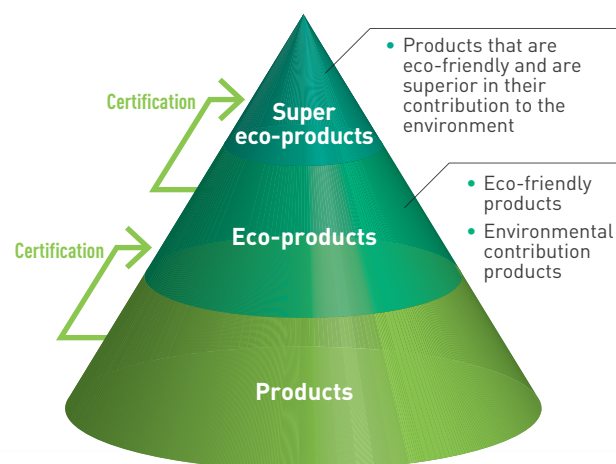 • Products that are
eco-friendly and are
superior in their
contribution to the
environment
Certification
Super
eco-products
• Eco-friendly
products
• Environmental
contribution
products
Eco-products
Certification
Products